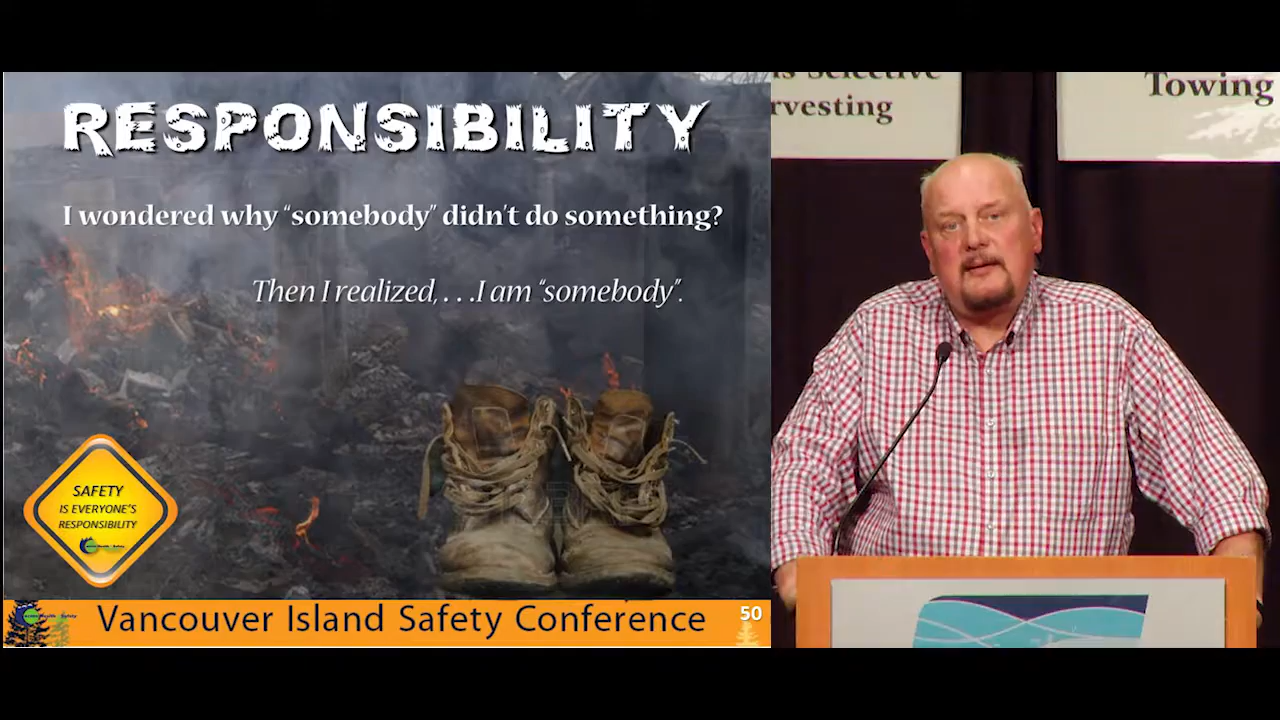 RESPONSIBILITY
I wondered why “somebody” didn't do something?
Then I realized, . . .I am “somebody”.
SAFETY
IS EVERYONE'S
RESPONSIBILITY
Vancouver Island Safety Conference
50
Selective
rvesting
Towing